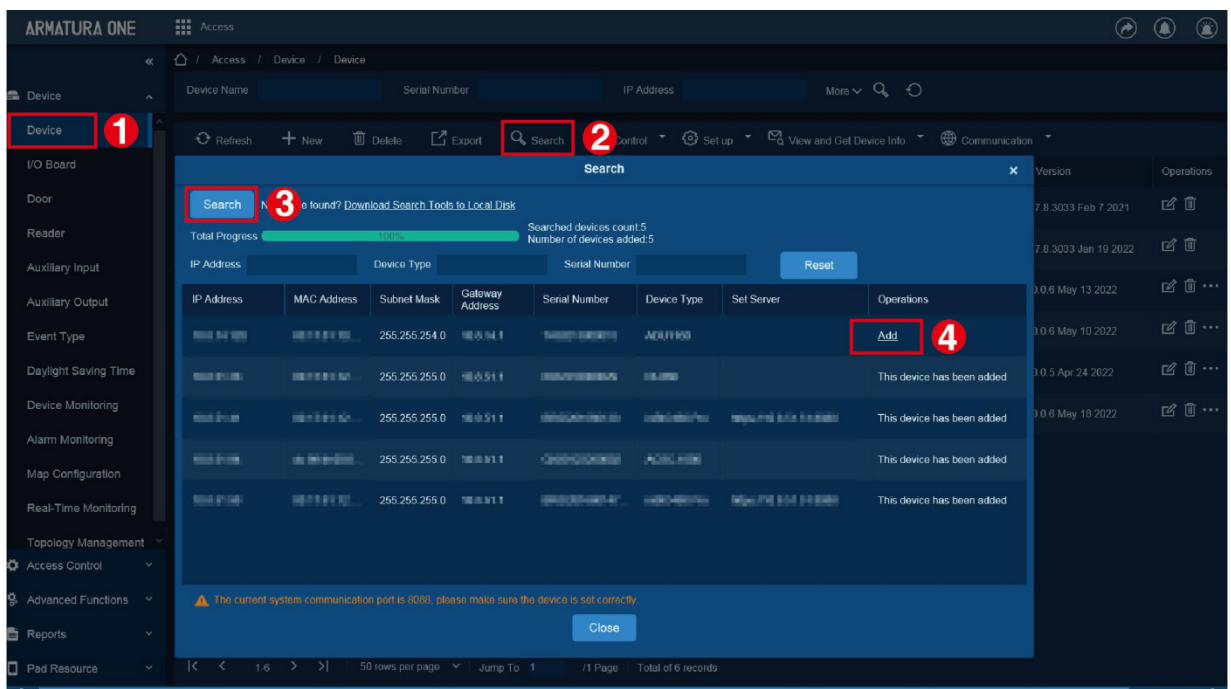 ARMATURA ONE
Access
/ Access / Device / Device
Device
Device Name
Serial Number
IP Address
More
Device
1
Refresh
New
Delete
Export
Search
2
Set up
View and Get Device Info
Communication
I/O Board
Door
Reader
Auxiliary Input
Auxiliary Output
Event Type
Daylight Saving Time
Device Monitoring
Alarm Monitoring
Map Configuration
Real-Time Monitoring
Topology Management
Access Control
Advanced Functions
Reports
Pad Resource
Search
×
Search
3
found? Download Search Tools to Local Disk
Total Progress
100%
Searched devices count:5
Number of devices added:5
IP Address
Device Type
Serial Number
Reset
IP Address MAC Address Subnet Mask Gateway Address Serial Number Device Type Set Server Operations
255.255.254.0
Add
4
255.255.255.0
This device has been added
255.255.255.0
This device has been added
255.255.255.0
This device has been added
255.255.255.0
This device has been added
The current system communication port is 8088, please make sure the device is set correctly.
Close
Version
Operations
7.8.3033 Feb 7 2021
7.8.3033 Jan 19 2022
0.0.6 May 13 2022
0.0.6 May 10 2022
0.0.5 Apr 24 2022
0.0.6 May 18 2022
1-6
50 rows per page
Jump To 1 /1 Page
Total of 6 records